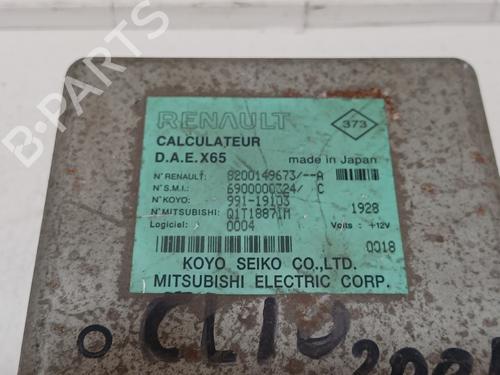 RENAULT
373
CALCULATEUR
D.A.E.X65
made in Japan
N° RENAULT: 8200149673/--A
N° S.M.I.: 6900000324/ C
N° KOYO: 991-19103
N° MITSUBISHI: Q1T18871M
1928
Logiciel: 0004
Volts : +12V
0018
KOYO SEIKO CO.,LTD.
MITSUBISHI ELECTRIC CORP.
CLIO
B-Parts